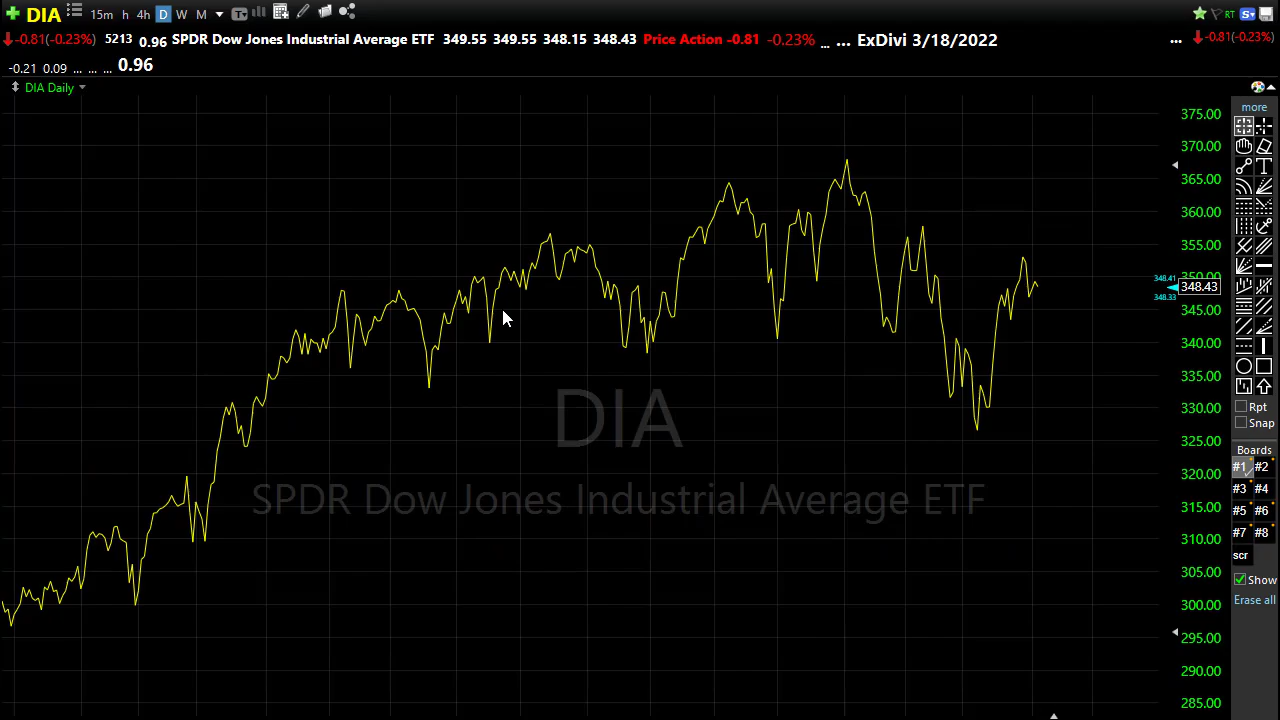 DIA 15m h 4h D W M T RT S
-0.81(-0.23%) 5213 0.96 SPDR Dow Jones Industrial Average ETF 349.55 349.55 348.15 348.43 Price Action -0.81 -0.23% ... ... ExDivi 3/18/2022 ... -0.81(-0.23%)
-0.21 0.09 ... ... ... 0.96
DIA Daily
more
375.00
370.00
365.00
360.00
355.00
350.00
348.41
348.43
348.33
345.00
340.00
335.00
330.00
325.00
320.00
315.00
310.00
305.00
300.00
295.00
290.00
285.00
DIA
SPDR Dow Jones Industrial Average ETF
T
Rpt
Snap
Boards
#1 #2
#3 #4
#5 #6
#7 #8
scr
Show
Erase all